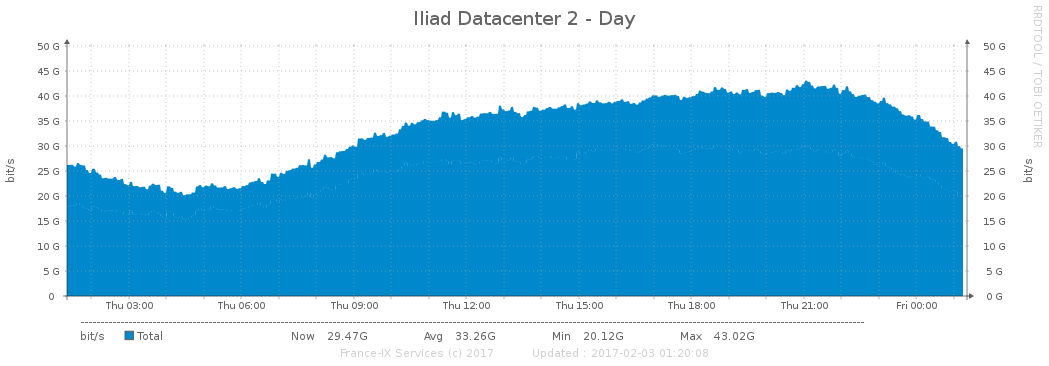 Iliad Datacenter 2 - Day
RRDTOOL / TOBI OETIKER
50 G 50 G
45 G 45 G
40 G 40 G
35 G 35 G
30 G 30 G
25 G 25 G
20 G 20 G
15 G 15 G
10 G 10 G
5 G 5 G
0 0 G
bit/s bit/s
Thu 03:00 Thu 06:00 Thu 09:00 Thu 12:00 Thu 15:00 Thu 18:00 Thu 21:00 Fri 00:00
bit/s Total Now 29.47G Avg 33.26G Min 20.12G Max 43.02G
France-IX Services (c) 2017 Updated : 2017-02-03 01:20:08